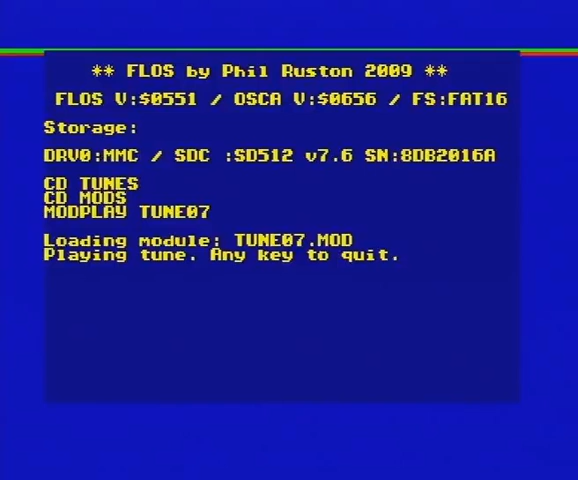 ** FLOS by Phil Ruston 2009 **
FLOS V:$0551 / OSCA V:$0656 / FS:FAT16
Storage:
DRV0:MMC / SDC :SD512 v7.6 SN:8DB2016A
CD TUNES
CD MODS
MODPLAY TUNE07
Loading module: TUNE07.MOD
Playing tune. Any key to quit.